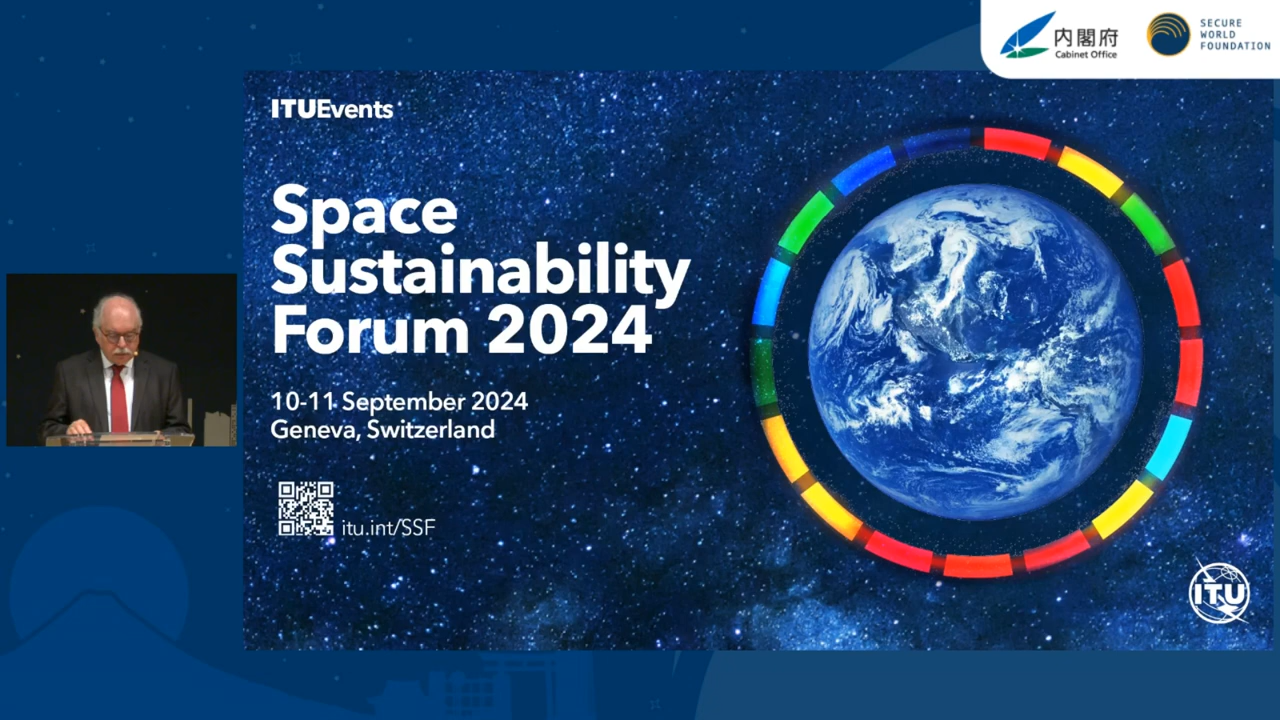 内閣府
Cabinet Office
SECURE
WORLD
FOUNDATION
ITUEvents
Space
Sustainability
Forum 2024
10-11 September 2024
Geneva, Switzerland
itu.int/SSF
ITU